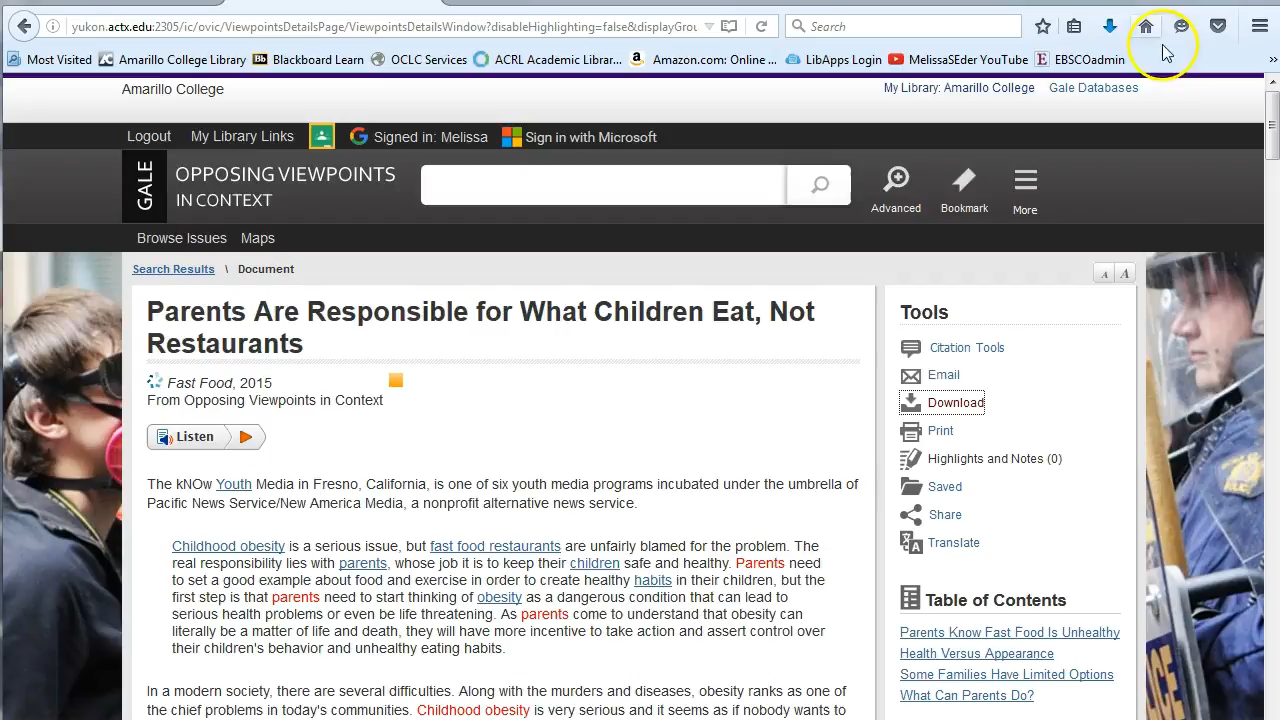 yukon.actx.edu:2305/ic/ovic/ViewpointsDetailsPage/ViewpointsDetailsWindow?disableHighlighting=false&displayGrou
Search
Most Visited
Amarillo College Library
Blackboard Learn
OCLC Services
ACRL Academic Library...
Amazon.com: Online ...
LibApps Login
MelissaSEder YouTube
EBSCOadmin
»
Amarillo College
My Library: Amarillo College
Gale Databases
Logout
My Library Links
Signed in: Melissa
Sign in with Microsoft
GALE
OPPOSING VIEWPOINTS
IN CONTEXT
Advanced
Bookmark
More
Browse Issues
Maps
Search Results \ Document
A A
Parents Are Responsible for What Children Eat, Not
Restaurants
Fast Food, 2015
From Opposing Viewpoints in Context
Listen
The kNOw Youth Media in Fresno, California, is one of six youth media programs incubated under the umbrella of
Pacific News Service/New America Media, a nonprofit alternative news service.
Childhood obesity is a serious issue, but fast food restaurants are unfairly blamed for the problem. The
real responsibility lies with parents, whose job it is to keep their children safe and healthy. Parents need
to set a good example about food and exercise in order to create healthy habits in their children, but the
first step is that parents need to start thinking of obesity as a dangerous condition that can lead to
serious health problems or even be life threatening. As parents come to understand that obesity can
literally be a matter of life and death, they will have more incentive to take action and assert control over
their children's behavior and unhealthy eating habits.
In a modern society, there are several difficulties. Along with the murders and diseases, obesity ranks as one of
the chief problems in today's communities. Childhood obesity is very serious and it seems as if nobody wants to
Tools
Citation Tools
Email
Download
Print
Highlights and Notes (0)
Saved
Share
Translate
Table of Contents
Parents Know Fast Food Is Unhealthy
Health Versus Appearance
Some Families Have Limited Options
What Can Parents Do?
POLICE